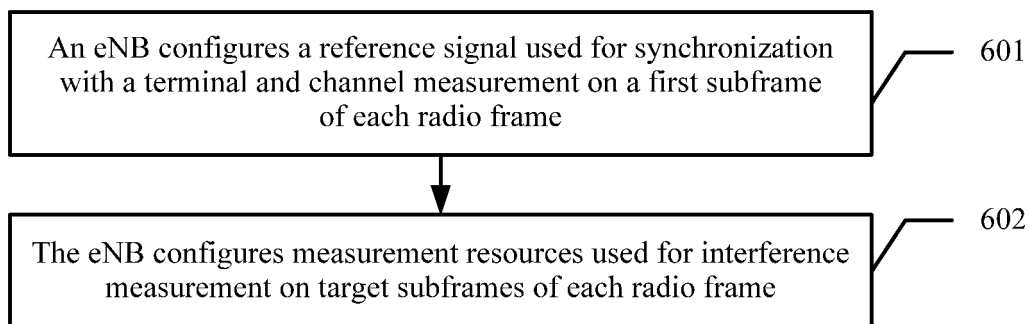 An eNB configures a reference signal used for synchronization
with a terminal and channel measurement on a first subframe
of each radio frame
601
The eNB configures measurement resources used for interference
measurement on target subframes of each radio frame
602